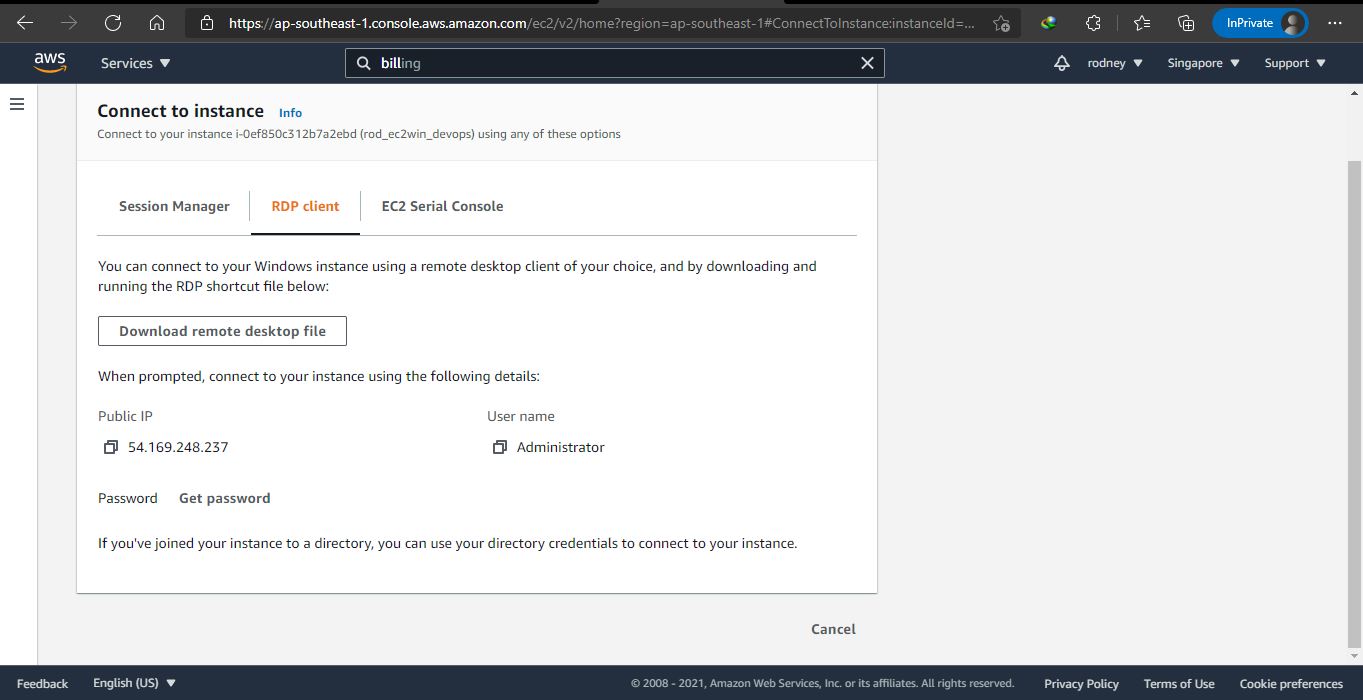 https://ap-southeast-1.console.aws.amazon.com/ec2/v2/home?region=ap-southeast-1#ConnectToInstance:instanceId=...
InPrivate
aws
Services
billing
rodney
Singapore
Support
Connect to instance Info
Connect to your instance i-0ef850c312b7a2ebd (rod_ec2win_devops) using any of these options
Session Manager
RDP client
EC2 Serial Console
You can connect to your Windows instance using a remote desktop client of your choice, and by downloading and
running the RDP shortcut file below:
Download remote desktop file
When prompted, connect to your instance using the following details:
Public IP
User name
54.169.248.237
Administrator
Password Get password
If you've joined your instance to a directory, you can use your directory credentials to connect to your instance.
Cancel
Feedback
English (US)
© 2008 - 2021, Amazon Web Services, Inc. or its affiliates. All rights reserved.
Privacy Policy
Terms of Use
Cookie preferences